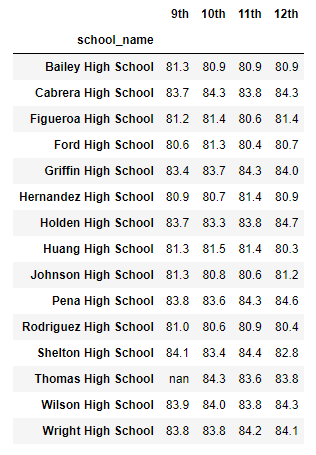 9th 10th 11th 12th
school_name
Bailey High School 81.3 80.9 80.9 80.9
Cabrera High School 83.7 84.3 83.8 84.3
Figueroa High School 81.2 81.4 80.6 81.4
Ford High School 80.6 81.3 80.4 80.7
Griffin High School 83.4 83.7 84.3 84.0
Hernandez High School 80.9 80.7 81.4 80.9
Holden High School 83.7 83.3 83.8 84.7
Huang High School 81.3 81.5 81.4 80.3
Johnson High School 81.3 80.8 80.6 81.2
Pena High School 83.8 83.6 84.3 84.6
Rodriguez High School 81.0 80.6 80.9 80.4
Shelton High School 84.1 83.4 84.4 82.8
Thomas High School nan 84.3 83.6 83.8
Wilson High School 83.9 84.0 83.8 84.3
Wright High School 83.8 83.8 84.2 84.1